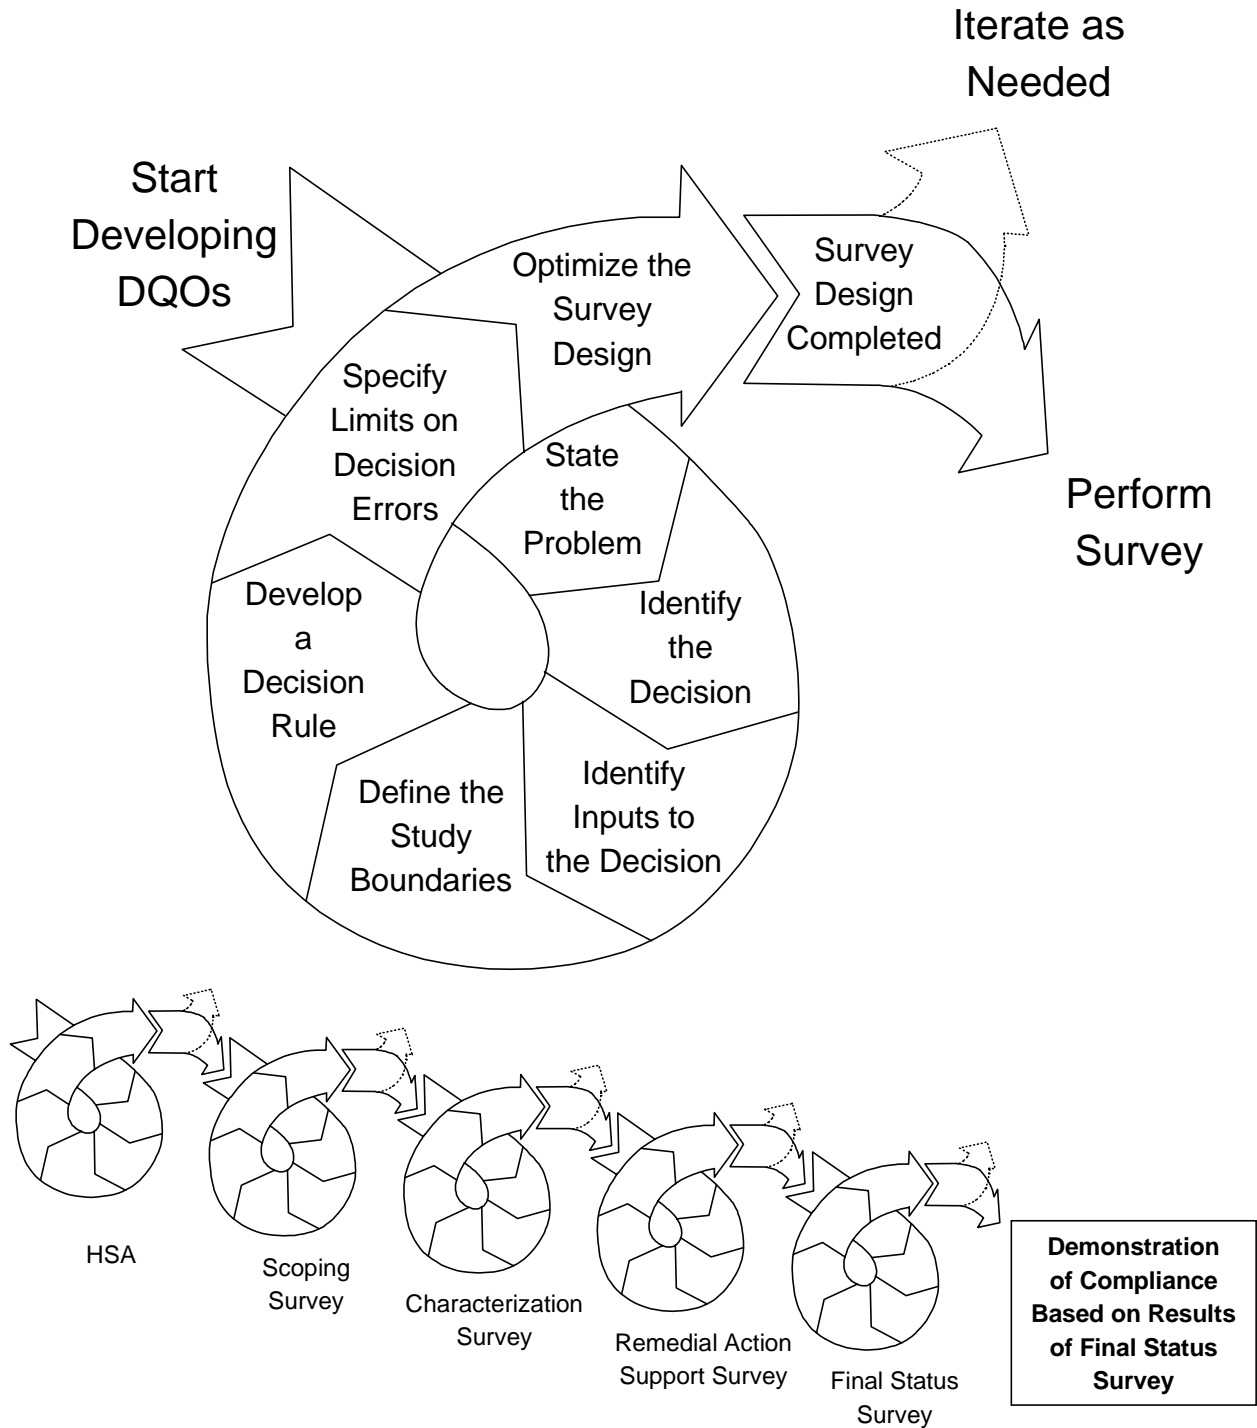 Iterate as
Needed
Start
Developing
DQOs
Optimize the
Survey
Design
Survey
Design
Completed
Specify
Limits on
Decision
Errors
State
the
Problem
Perform
Survey
Develop
a
Decision
Rule
Identify
the
Decision
Define the
Study
Boundaries
Identify
Inputs to
the Decision
HSA
Scoping
Survey
Characterization
Survey
Remedial Action
Support Survey
Final Status
Survey
Demonstration
of Compliance
Based on Results
of Final Status
Survey